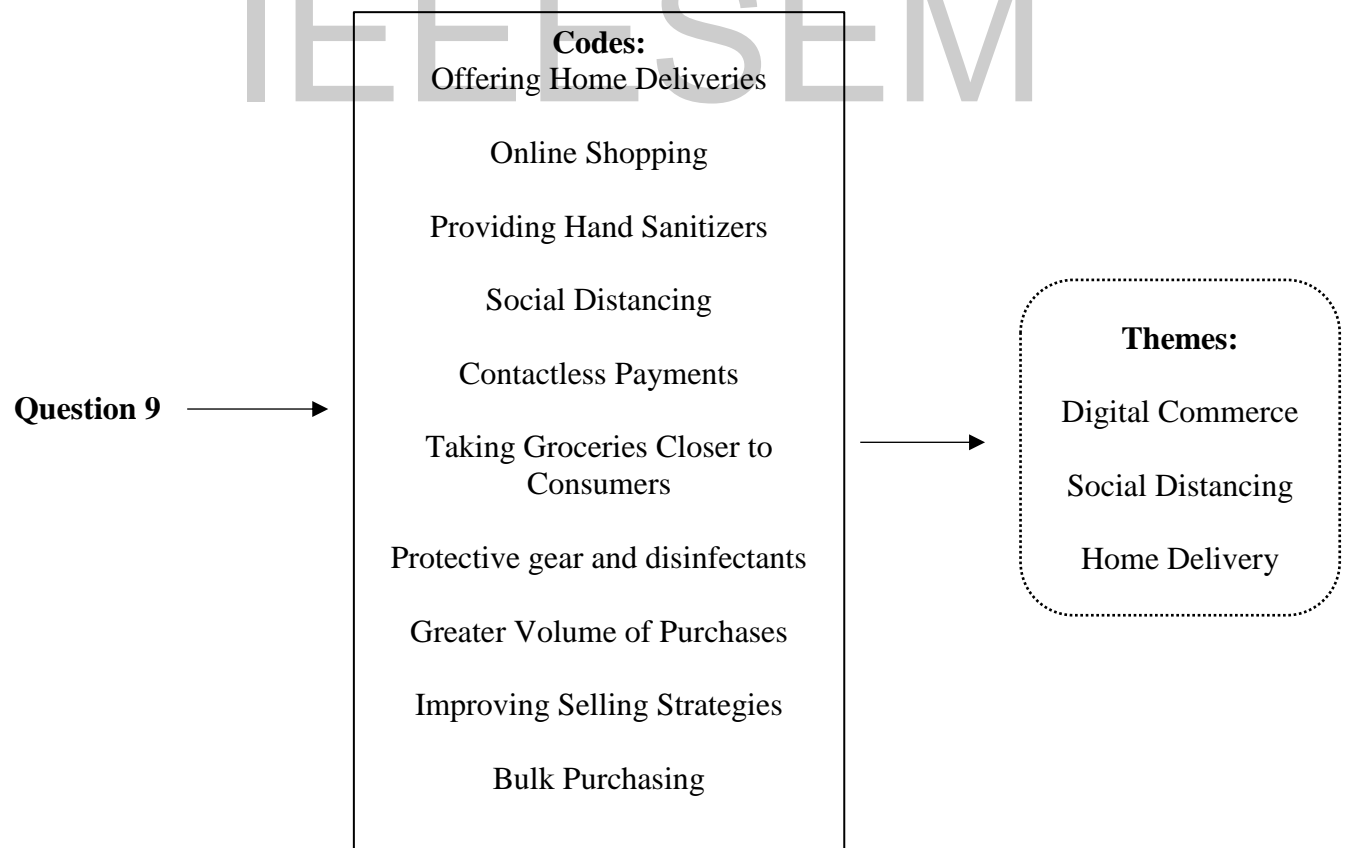 IEEESEM
Codes:
Offering Home Deliveries
Online Shopping
Providing Hand Sanitizers
Social Distancing
Contactless Payments
Taking Groceries Closer to
Consumers
Protective gear and disinfectants
Greater Volume of Purchases
Improving Selling Strategies
Bulk Purchasing
Question 9
Themes:
Digital Commerce
Social Distancing
Home Delivery